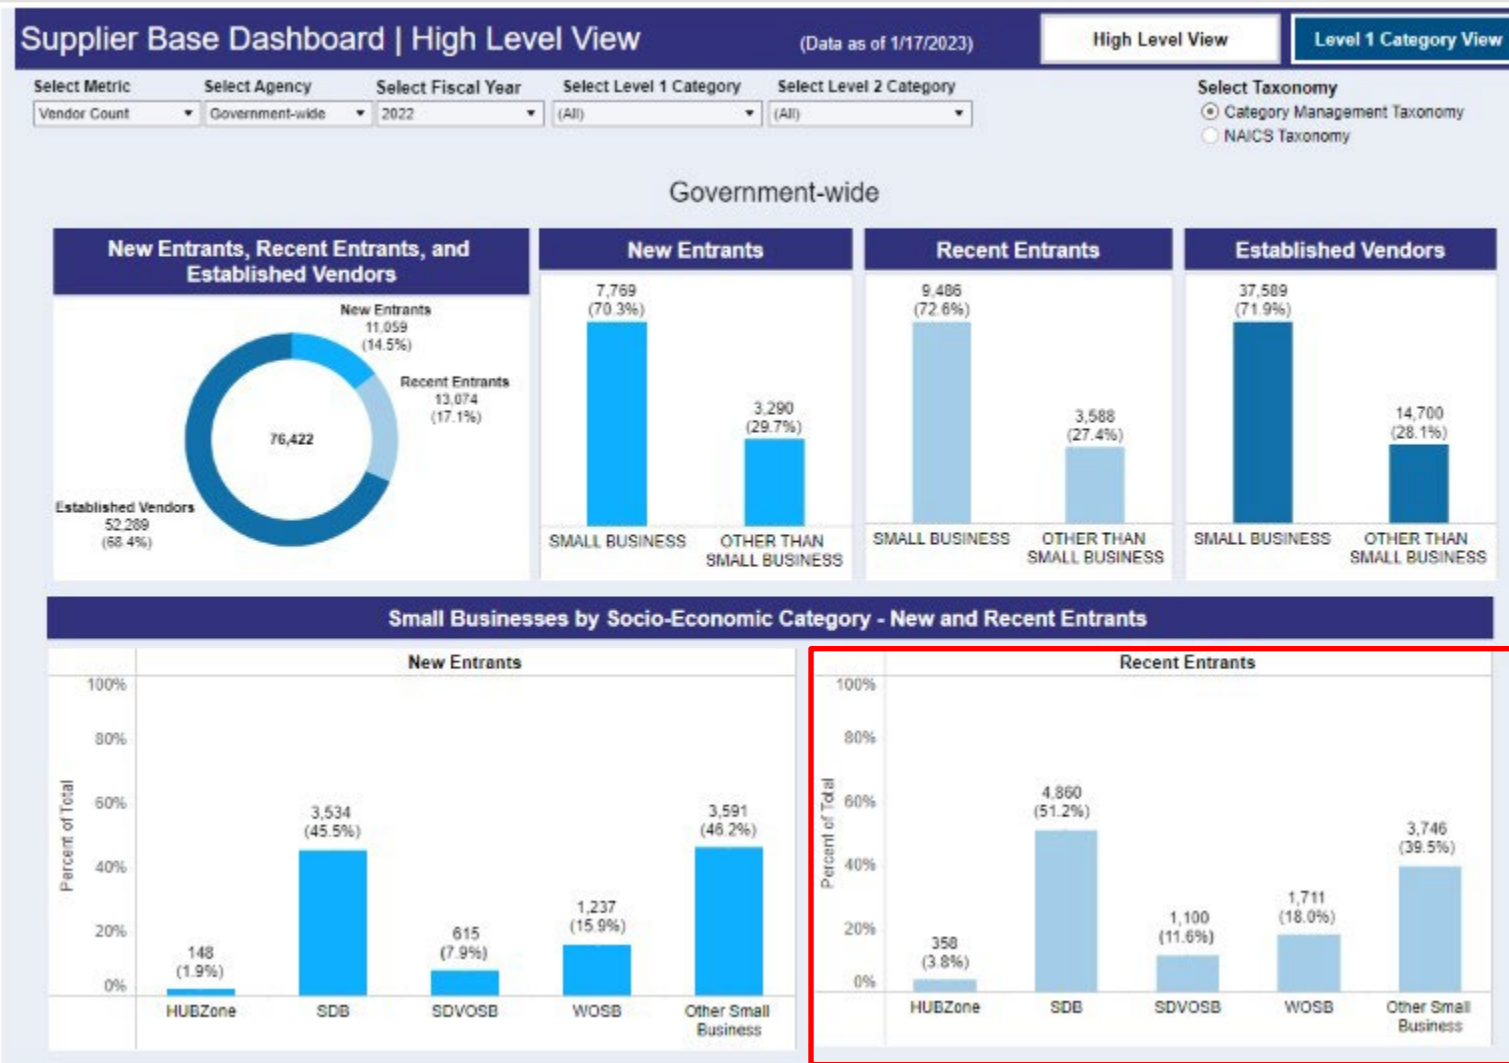 Supplier Base Dashboard | High Level View
(Data as of 1/17/2023)
High Level View
Level 1 Category View
Select Metric
Select Agency
Select Fiscal Year
Select Level 1 Category
Select Level 2 Category
Select Taxonomy
Vendor Count
Government-wide
2022
(All)
(All)
Category Management Taxonomy
NAICS Taxonomy
Government-wide
New Entrants, Recent Entrants, and
Established Vendors
New Entrants
11,059
(14.5%)
Recent Entrants
13,074
(17.1%)
76,422
Established Vendors
52,289
(68.4%)
New Entrants
7,769
(70.3%)
3,290
(29.7%)
SMALL BUSINESS
OTHER THAN
SMALL BUSINESS
Recent Entrants
9,486
(72.6%)
3,588
(27.4%)
SMALL BUSINESS
OTHER THAN
SMALL BUSINESS
Established Vendors
37,589
(71.9%)
14,700
(28.1%)
SMALL BUSINESS
OTHER THAN
SMALL BUSINESS
Small Businesses by Socio-Economic Category - New and Recent Entrants
New Entrants
Percent of Total
100%
80%
60%
40%
20%
0%
148
(1.9%)
3,534
(45.5%)
615
(7.9%)
1,237
(15.9%)
3,591
(46.2%)
HUBZone
SDB
SDVOSB
WOSB
Other Small
Business
Recent Entrants
Percent of Total
100%
80%
60%
40%
20%
0%
358
(3.8%)
4,860
(51.2%)
1,100
(11.6%)
1,711
(18.0%)
3,746
(39.5%)
HUBZone
SDB
SDVOSB
WOSB
Other Small
Business